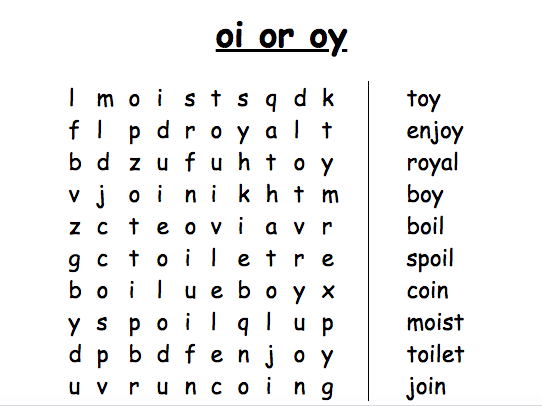 oi or oy
l m o i s t s q d k toy
f l p d r o y a l t enjoy
b d z u f u h t o y royal
v j o i n i k h t m boy
z c t e o v i a v r boil
g c t o i l e t r e spoil
b o i l u e b o y x coin
y s p o i l q l u p moist
d p b d f e n j o y toilet
u v r u n c o i n g join